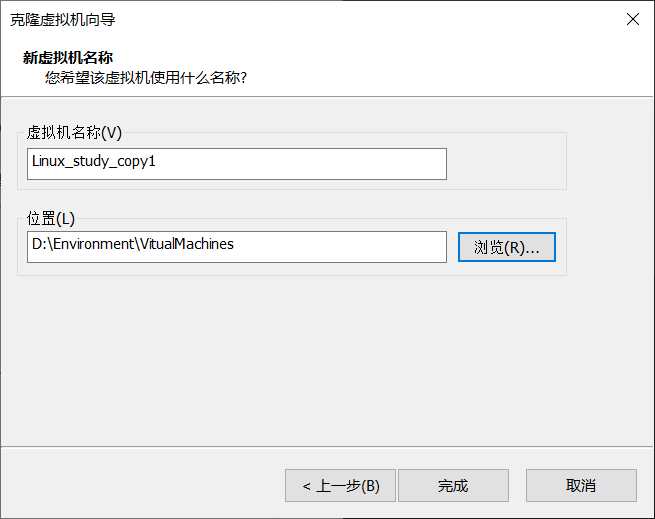 克隆虚拟机向导
新虚拟机名称
您希望该虚拟机使用什么名称?
虚拟机名称(V)
Linux_study_copy1
位置(L)
D:\Environment\VitualMachines
浏览(R)...
< 上一步(B)
完成
取消